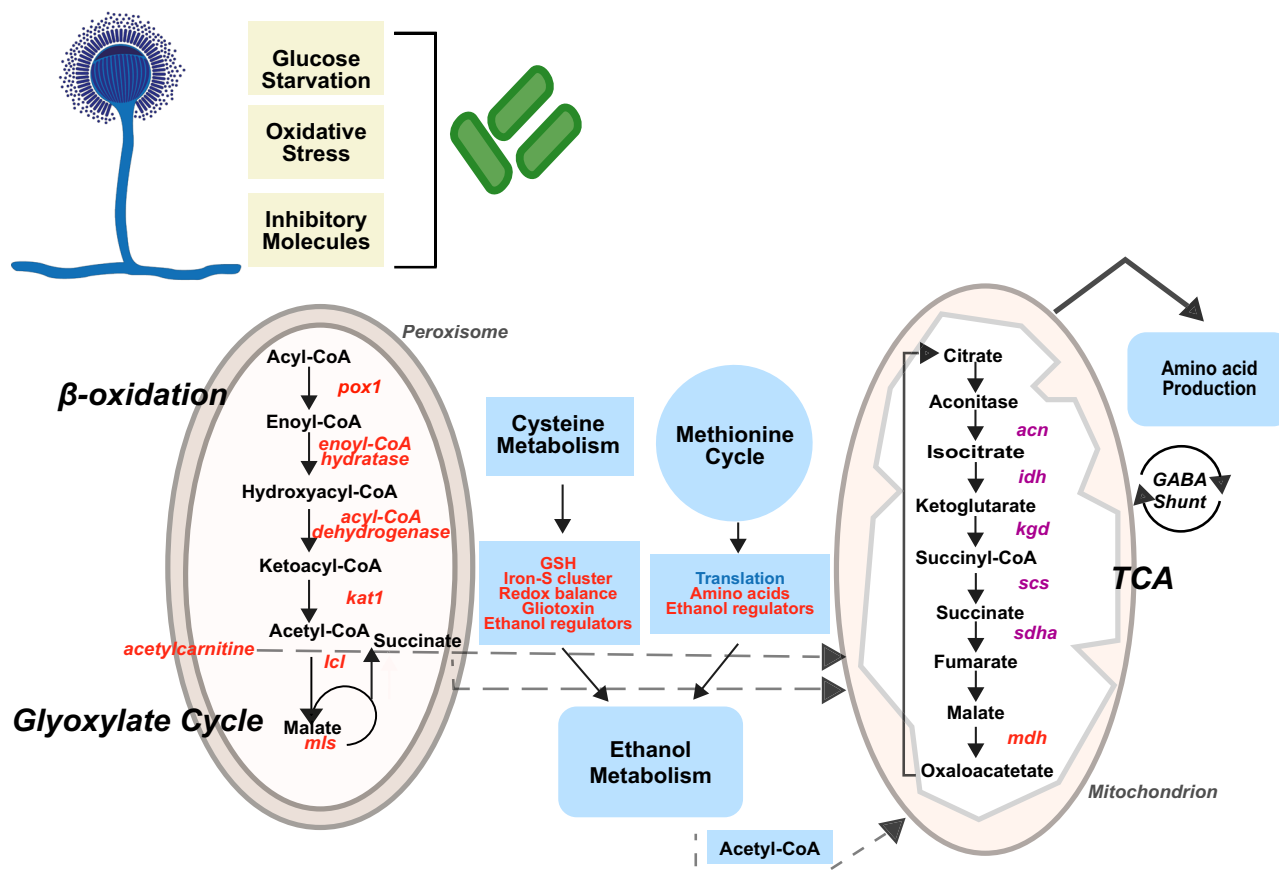 Glucose
Starvation
Oxidative
Stress
Inhibitory
Molecules
Peroxisome
β-oxidation
Acyl-CoA
pox1
Enoyl-CoA
enoyl-CoA
hydratase
Hydroxyacyl-CoA
acyl-CoA
dehydrogenase
Ketoacyl-CoA
kat1
Acetyl-CoA
Succinate
acetylcarnitine
lcl
Glyoxylate Cycle
Malate
mls
Cysteine
Metabolism
GSH
Iron-S cluster
Redox balance
Gliotoxin
Ethanol regulators
Methionine
Cycle
Translation
Amino acids
Ethanol regulators
Ethanol
Metabolism
Acetyl-CoA
Citrate
Aconitase
acn
Isocitrate
idh
Ketoglutarate
kgd
Succinyl-CoA
scs
Succinate
sdha
Fumarate
Malate
mdh
Oxaloacatetate
TCA
Mitochondrion
Amino acid
Production
GABA
Shunt